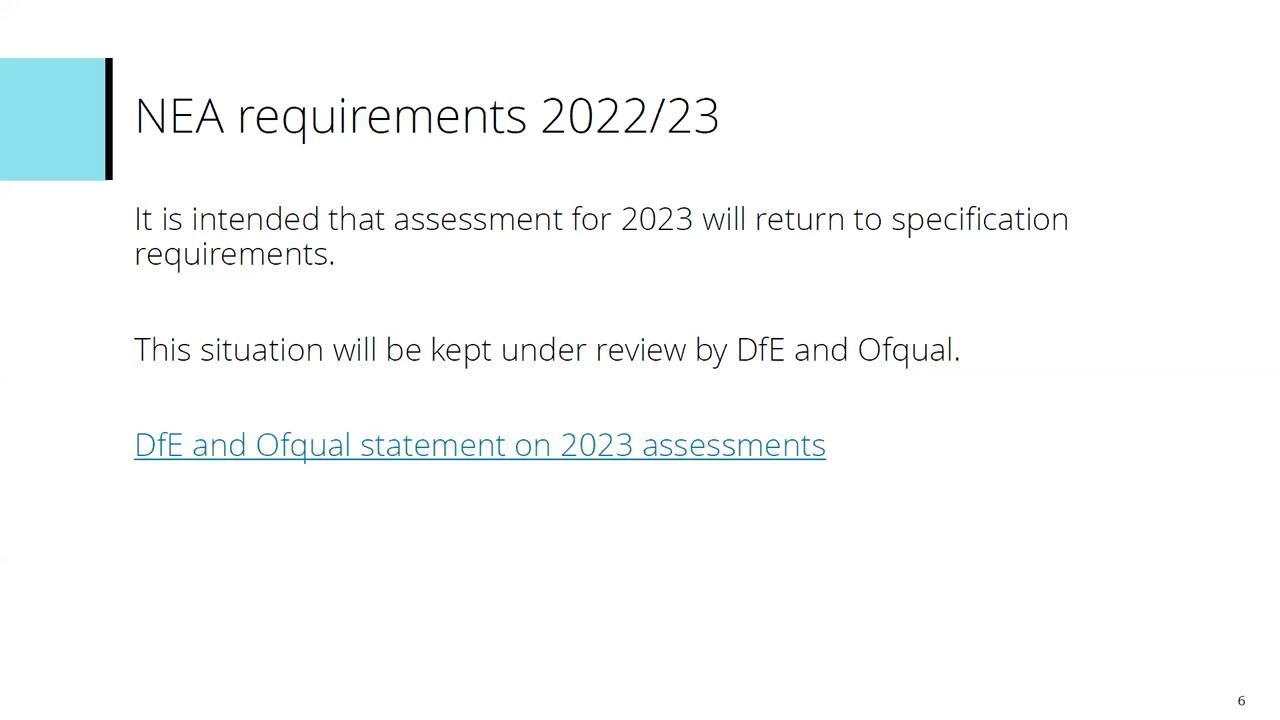 NEA requirements 2022/23
It is intended that assessment for 2023 will return to specification
requirements.
This situation will be kept under review by DfE and Ofqual.
DfE and Ofqual statement on 2023 assessments
6